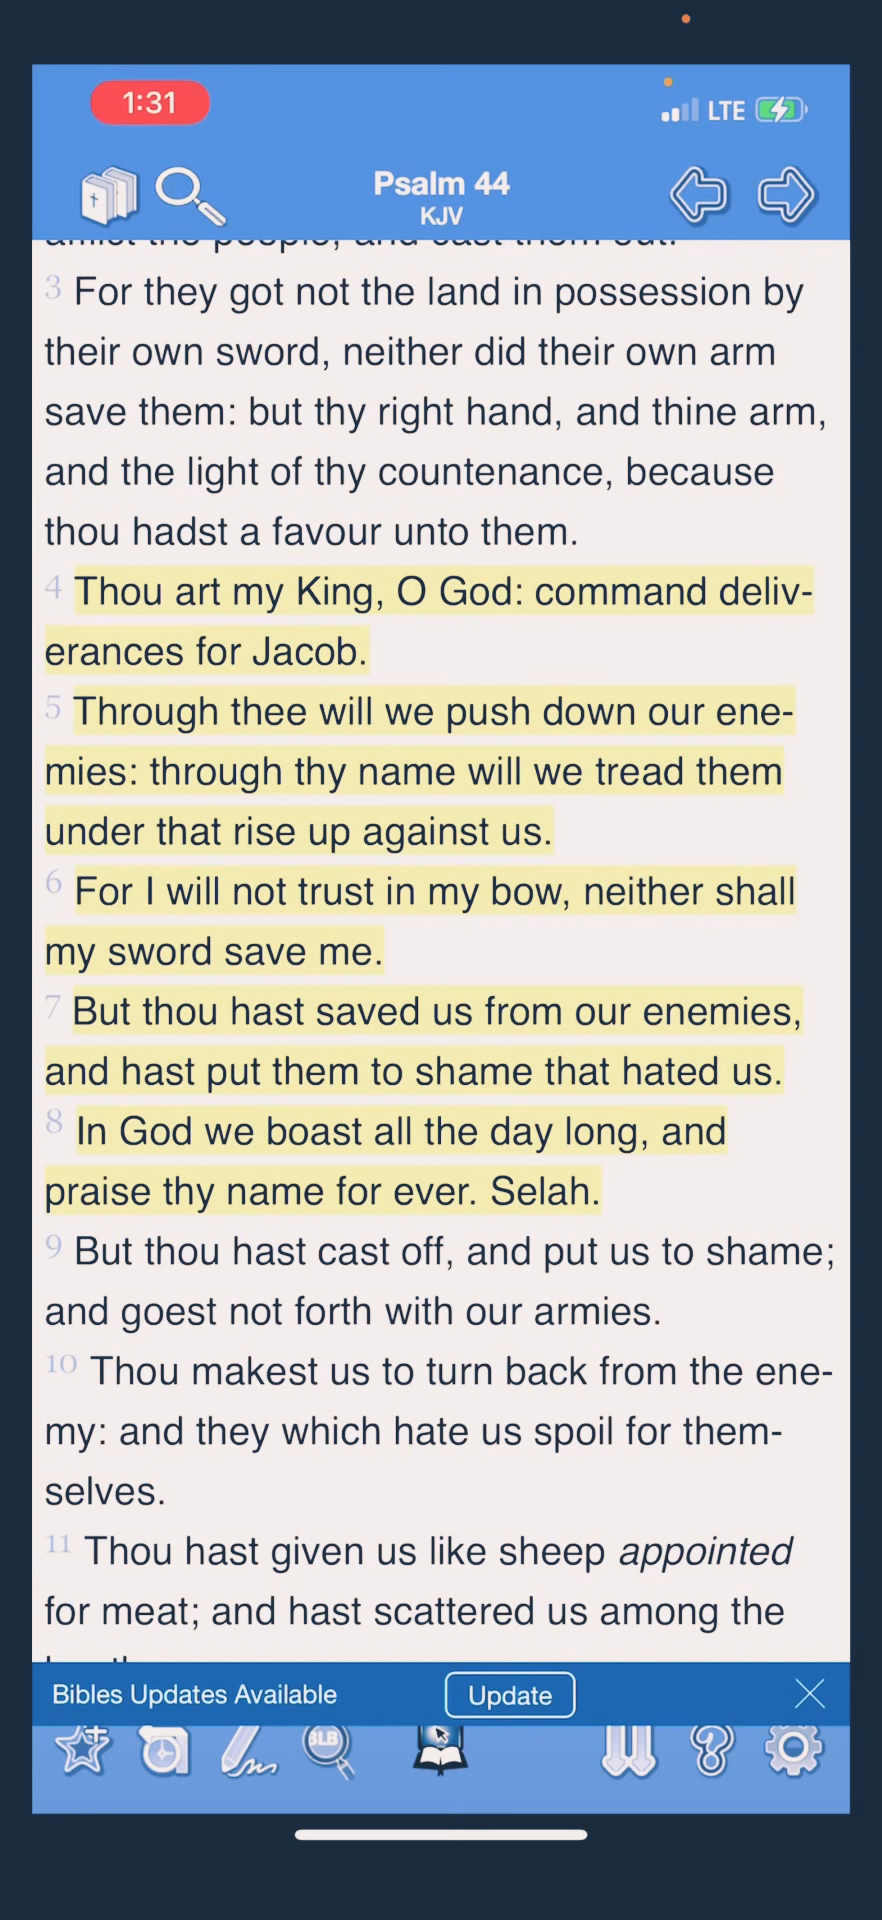 1:31
LTE
Psalm 44
KJV
amlct the people, and cast them out.
3 For they got not the land in possession by
their own sword, neither did their own arm
save them: but thy right hand, and thine arm,
and the light of thy countenance, because
thou hadst a favour unto them.
4 Thou art my King, O God: command deliv-
erances for Jacob.
5 Through thee will we push down our ene-
mies: through thy name will we tread them
under that rise up against us.
6 For I will not trust in my bow, neither shall
my sword save me.
7 But thou hast saved us from our enemies,
and hast put them to shame that hated us.
8 In God we boast all the day long, and
praise thy name for ever. Selah.
9 But thou hast cast off, and put us to shame;
and goest not forth with our armies.
10 Thou makest us to turn back from the ene-
my: and they which hate us spoil for them-
selves.
11 Thou hast given us like sheep appointed
for meat; and hast scattered us among the
Bibles Updates Available
Update
BLB